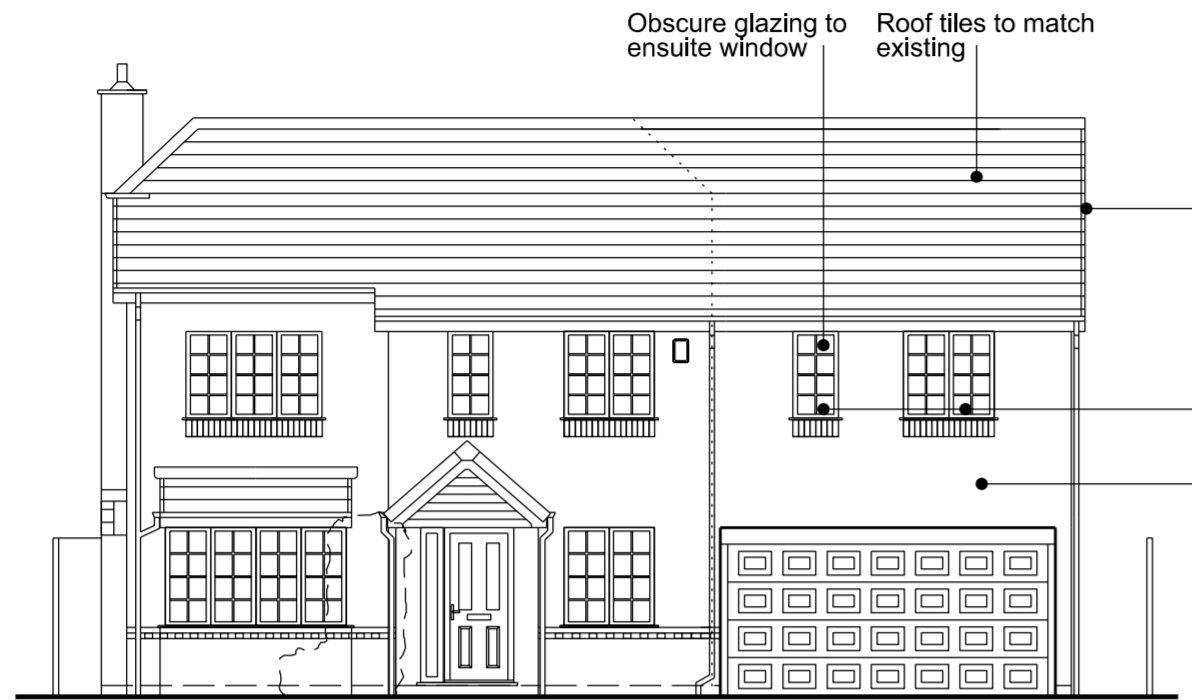 Obscure glazing to
ensuite window
Roof tiles to match
existing